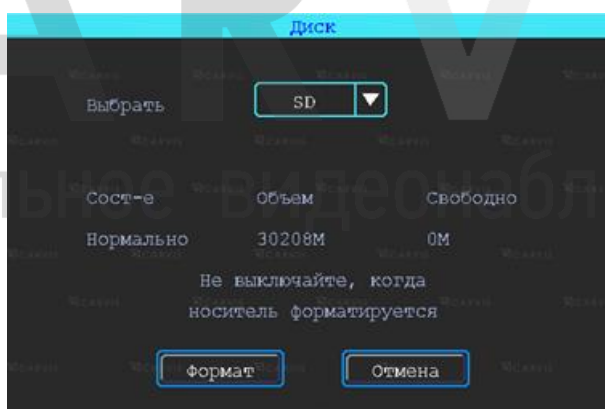 Диск
Выбрать SD
Сост-е Объем Свободно
Нормально 30208M 0M
Не выключайте, когда
носитель форматируется
Формат Отмена